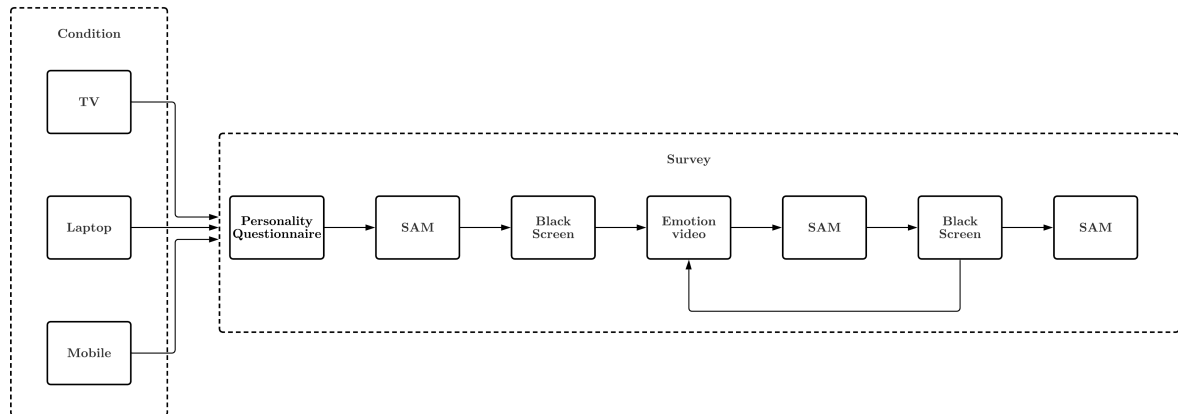 Condition
TV
Laptop
Mobile
Survey
Personality
Questionnaire
SAM
Black
Screen
Emotion
video
SAM
Black
Screen
SAM